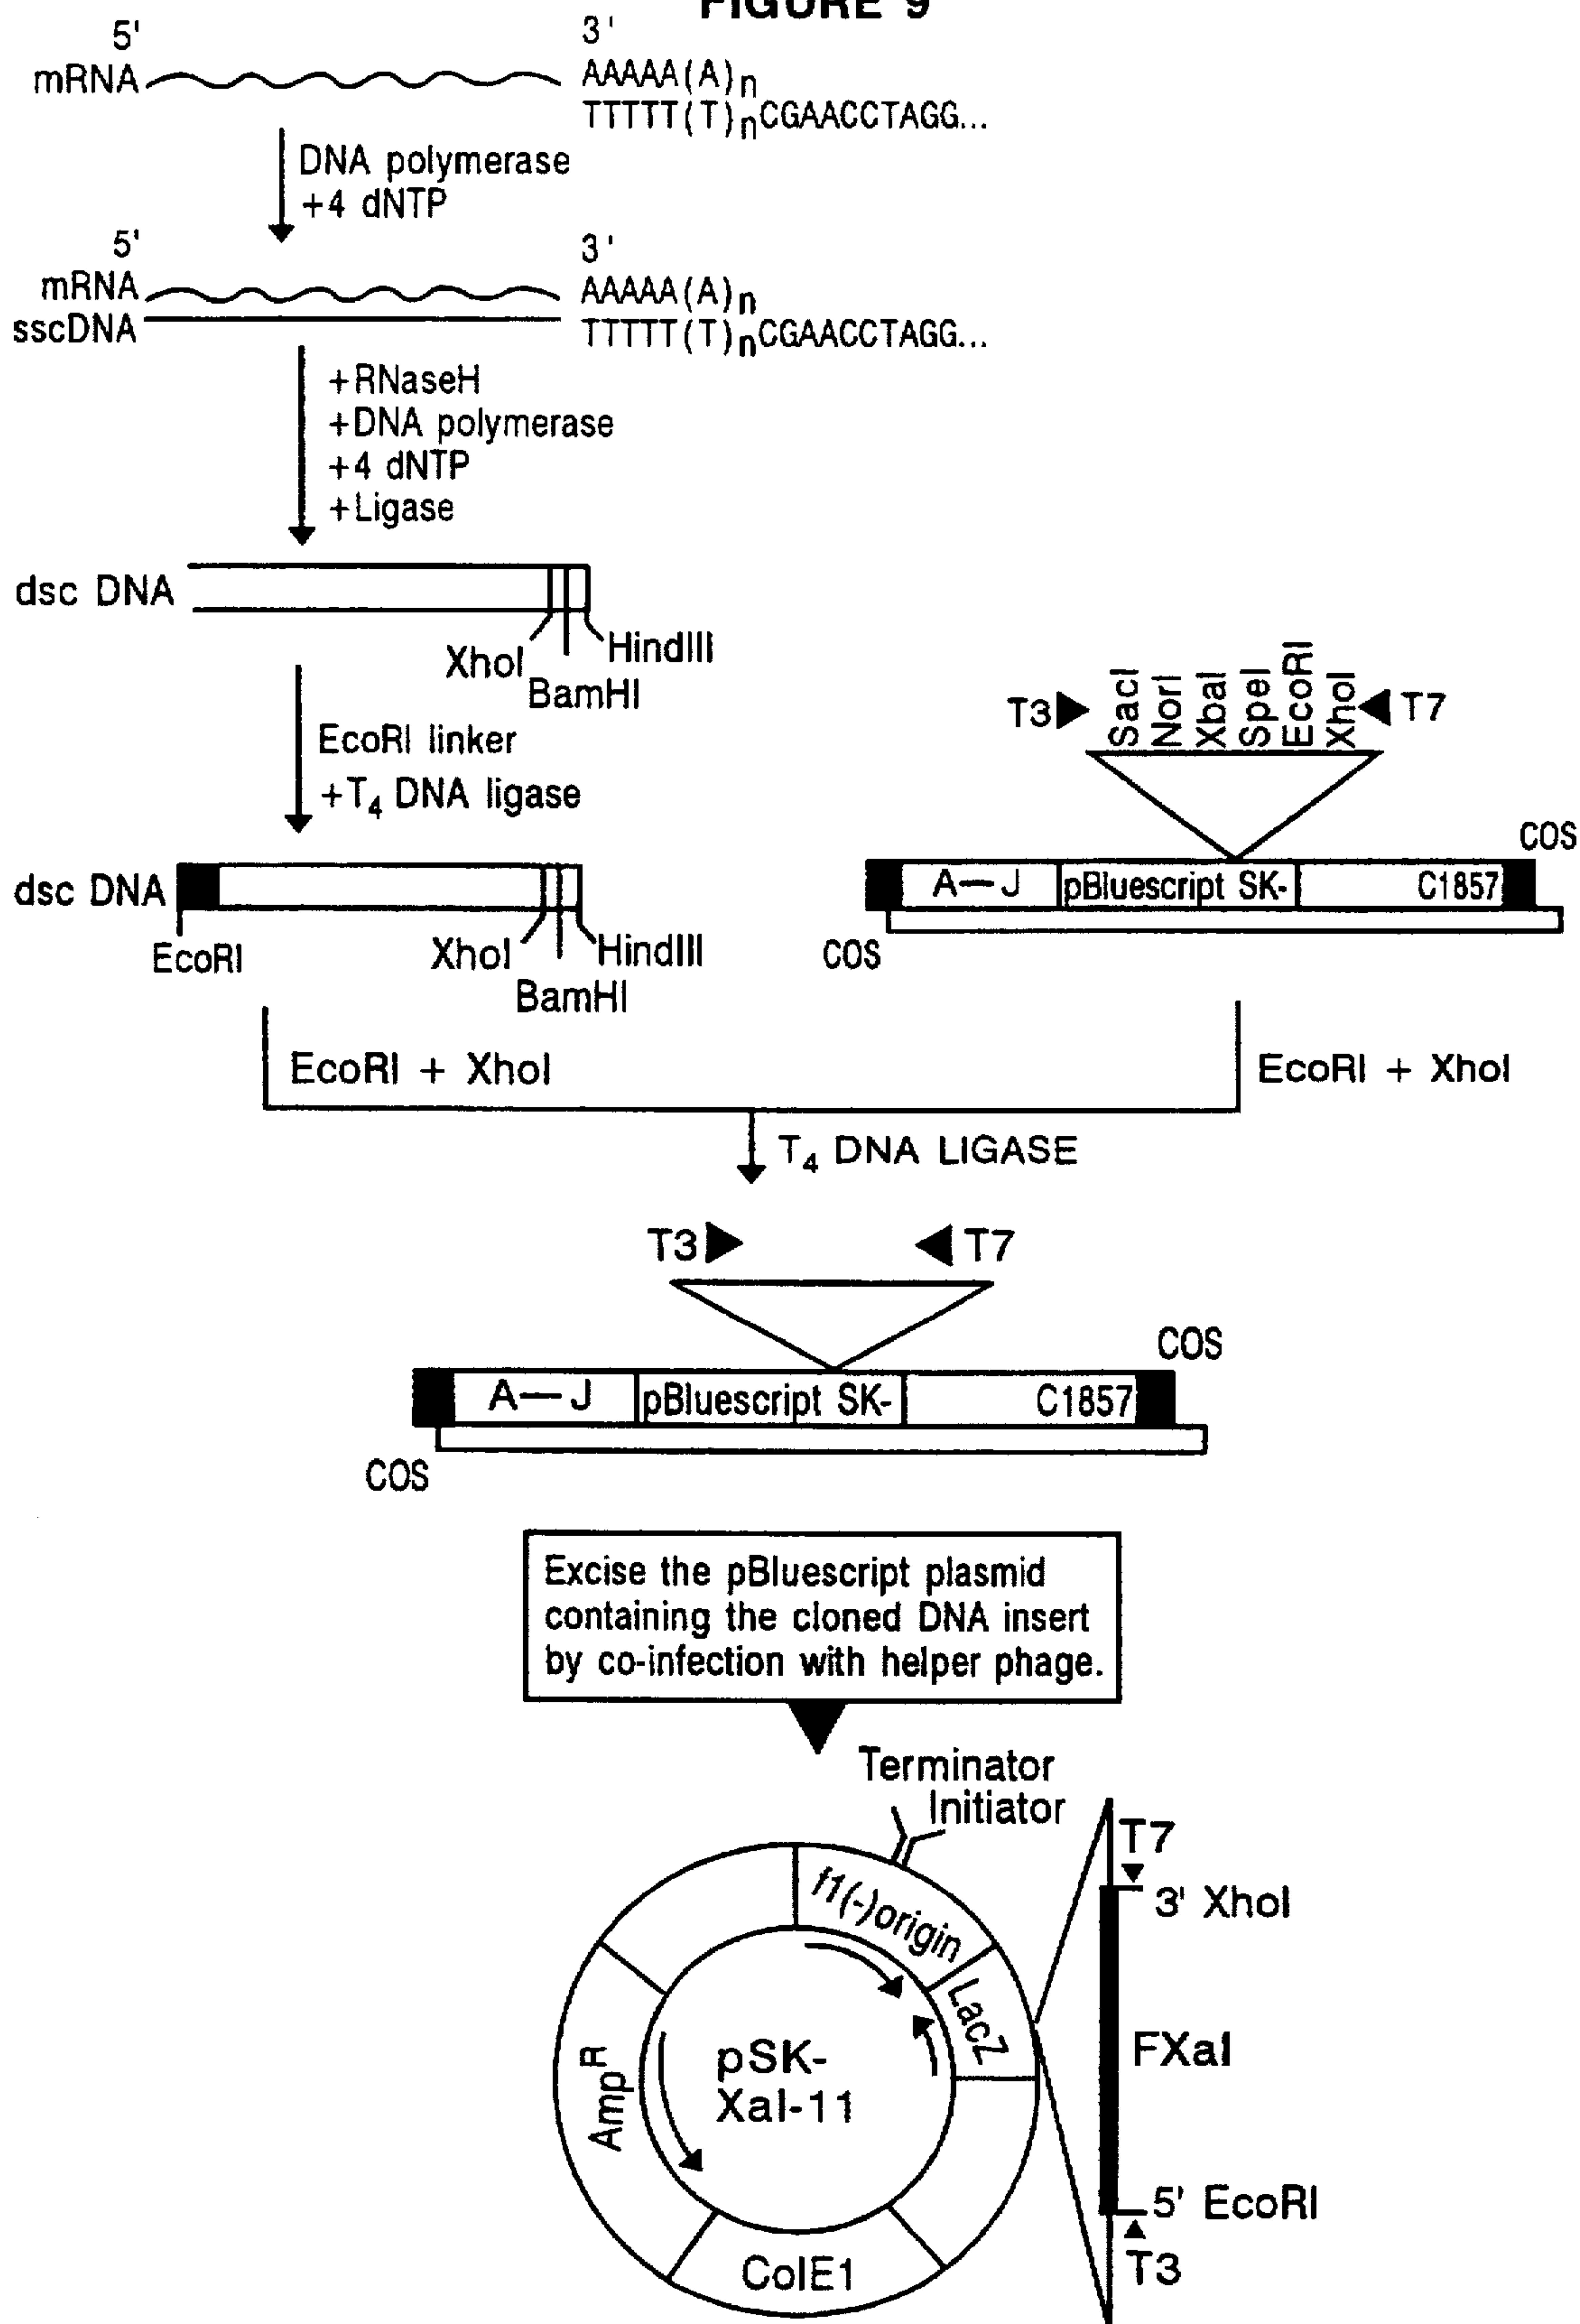 FIGURE 9
5' 3'
mRNA AAAAA(A)n
TTTTT(T)nCGAACCTAGG...
DNA polymerase
+4 dNTP
5' 3'
mRNA AAAAA(A)n
sscDNA TTTTT(T)nCGAACCTAGG...
+RNaseH
+DNA polymerase
+4 dNTP
+Ligase
dsc DNA
XhoI HindIII
BamHI
EcoRI linker
+T4 DNA ligase
T3 SacI NorI XbaI SpeI EcoRI XhoI T7
COS
dsc DNA
A—J pBluescript SK- C1857
EcoRI XhoI HindIII
BamHI
COS
EcoRI + XhoI
EcoRI + XhoI
T4 DNA LIGASE
T3 T7
COS
A—J pBluescript SK- C1857
COS
Excise the pBluescript plasmid
containing the cloned DNA insert
by co-infection with helper phage.
Terminator
Initiator
T7
3' XhoI
f1(-)origin
LacZ
FXaI
pSK-
XaI-11
AmpR
5' EcoRI
T3
ColE1